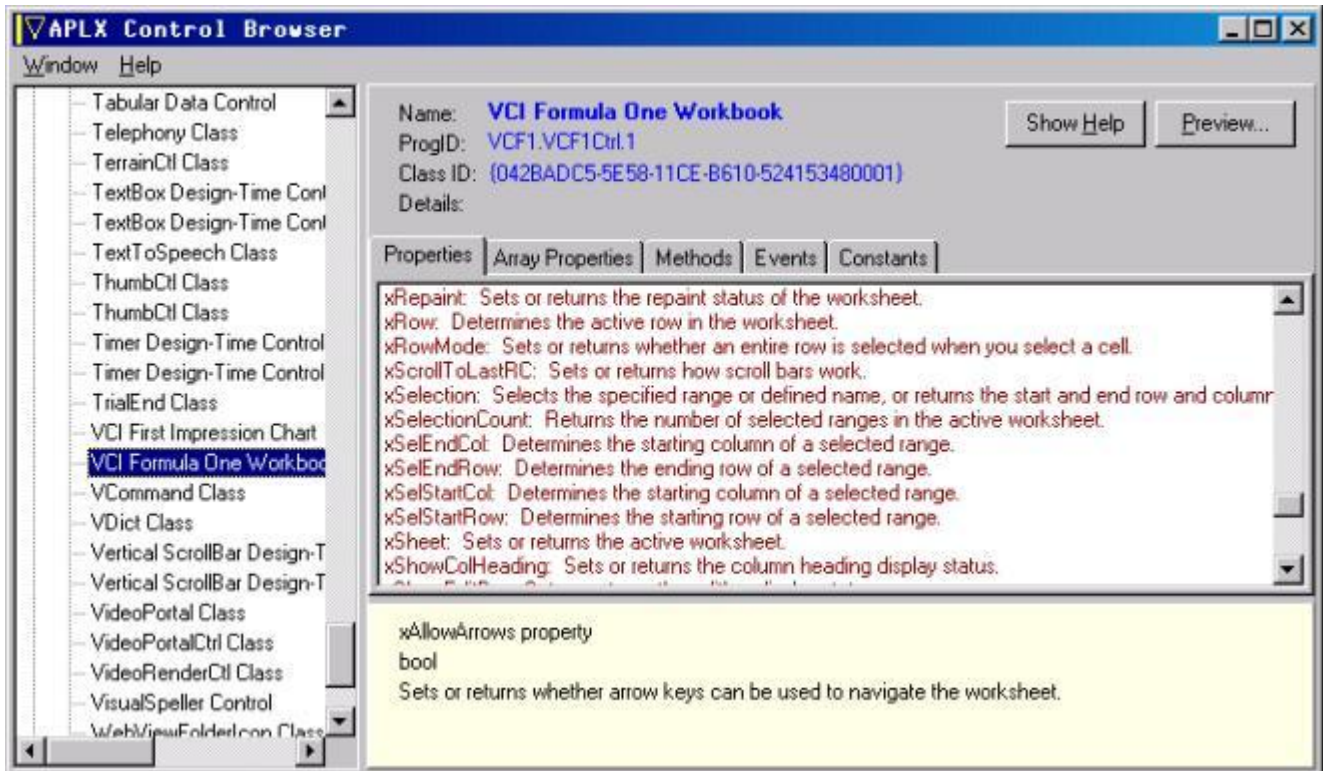 APLX Control Browser
Window Help
Tabular Data Control
Telephony Class
TerrainCtl Class
TextBox Design-Time Cont
TextBox Design-Time Cont
TextToSpeech Class
ThumbCtl Class
ThumbCtl Class
Timer Design-Time Control
Timer Design-Time Control
TrialEnd Class
VCI First Impression Chart
VCI Formula One Workboo
VCommand Class
VDict Class
Vertical ScrollBar Design-T
Vertical ScrollBar Design-T
VideoPortal Class
VideoPortalCtrl Class
VideoRenderCtl Class
VisualSpeller Control
WebViewFolderIcon Class
Name: VCI Formula One Workbook
ProgID: VCF1.VCF1Ctrl.1
Class ID: {042BADC5-5E58-11CE-B610-524153480001}
Details:
Show Help Preview...
Properties Array Properties Methods Events Constants
xRepaint: Sets or returns the repaint status of the worksheet.
xRow: Determines the active row in the worksheet.
xRowMode: Sets or returns whether an entire row is selected when you select a cell.
xScrollToLastRC: Sets or returns how scroll bars work.
xSelection: Selects the specified range or defined name, or returns the start and end row and column
xSelectionCount: Returns the number of selected ranges in the active worksheet.
xSelEndCol: Determines the starting column of a selected range.
xSelEndRow: Determines the ending row of a selected range.
xSelStartCol: Determines the starting column of a selected range.
xSelStartRow: Determines the starting row of a selected range.
xSheet: Sets or returns the active worksheet.
xShowColHeading: Sets or returns the column heading display status.
xAllowArrows property
bool
Sets or returns whether arrow keys can be used to navigate the worksheet.